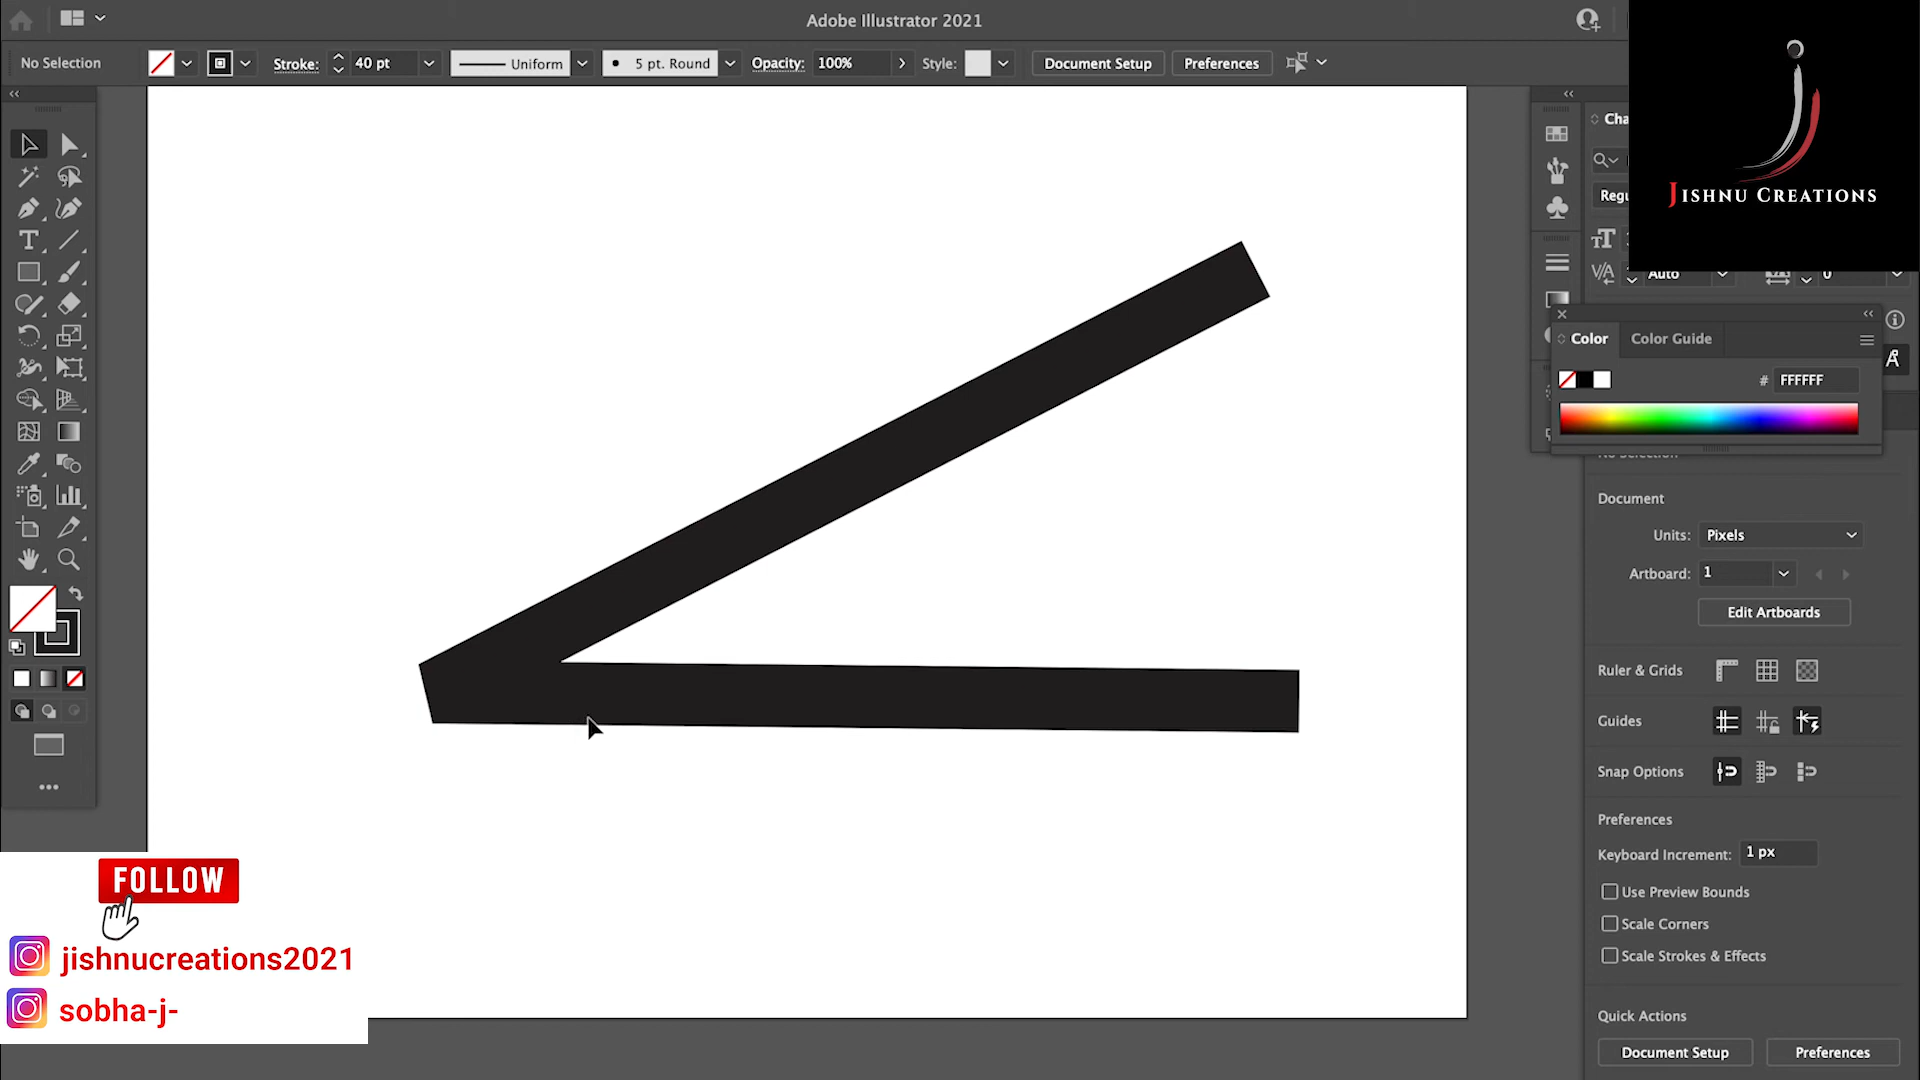 Adobe Illustrator 2021
No Selection
Stroke:
40 pt
Uniform
5 pt. Round
Opacity:
100%
Style:
Document Setup
Preferences
JISHNU CREATIONS
Cha
Regu
Auto
0
Color
Color Guide
# FFFFFF
Document
Units:
Pixels
Artboard:
1
Edit Artboards
Ruler & Grids
Guides
Snap Options
Preferences
Keyboard Increment:
1 px
Use Preview Bounds
Scale Corners
Scale Strokes & Effects
Quick Actions
Document Setup
Preferences
FOLLOW
jishnucreations2021
sobha-j-